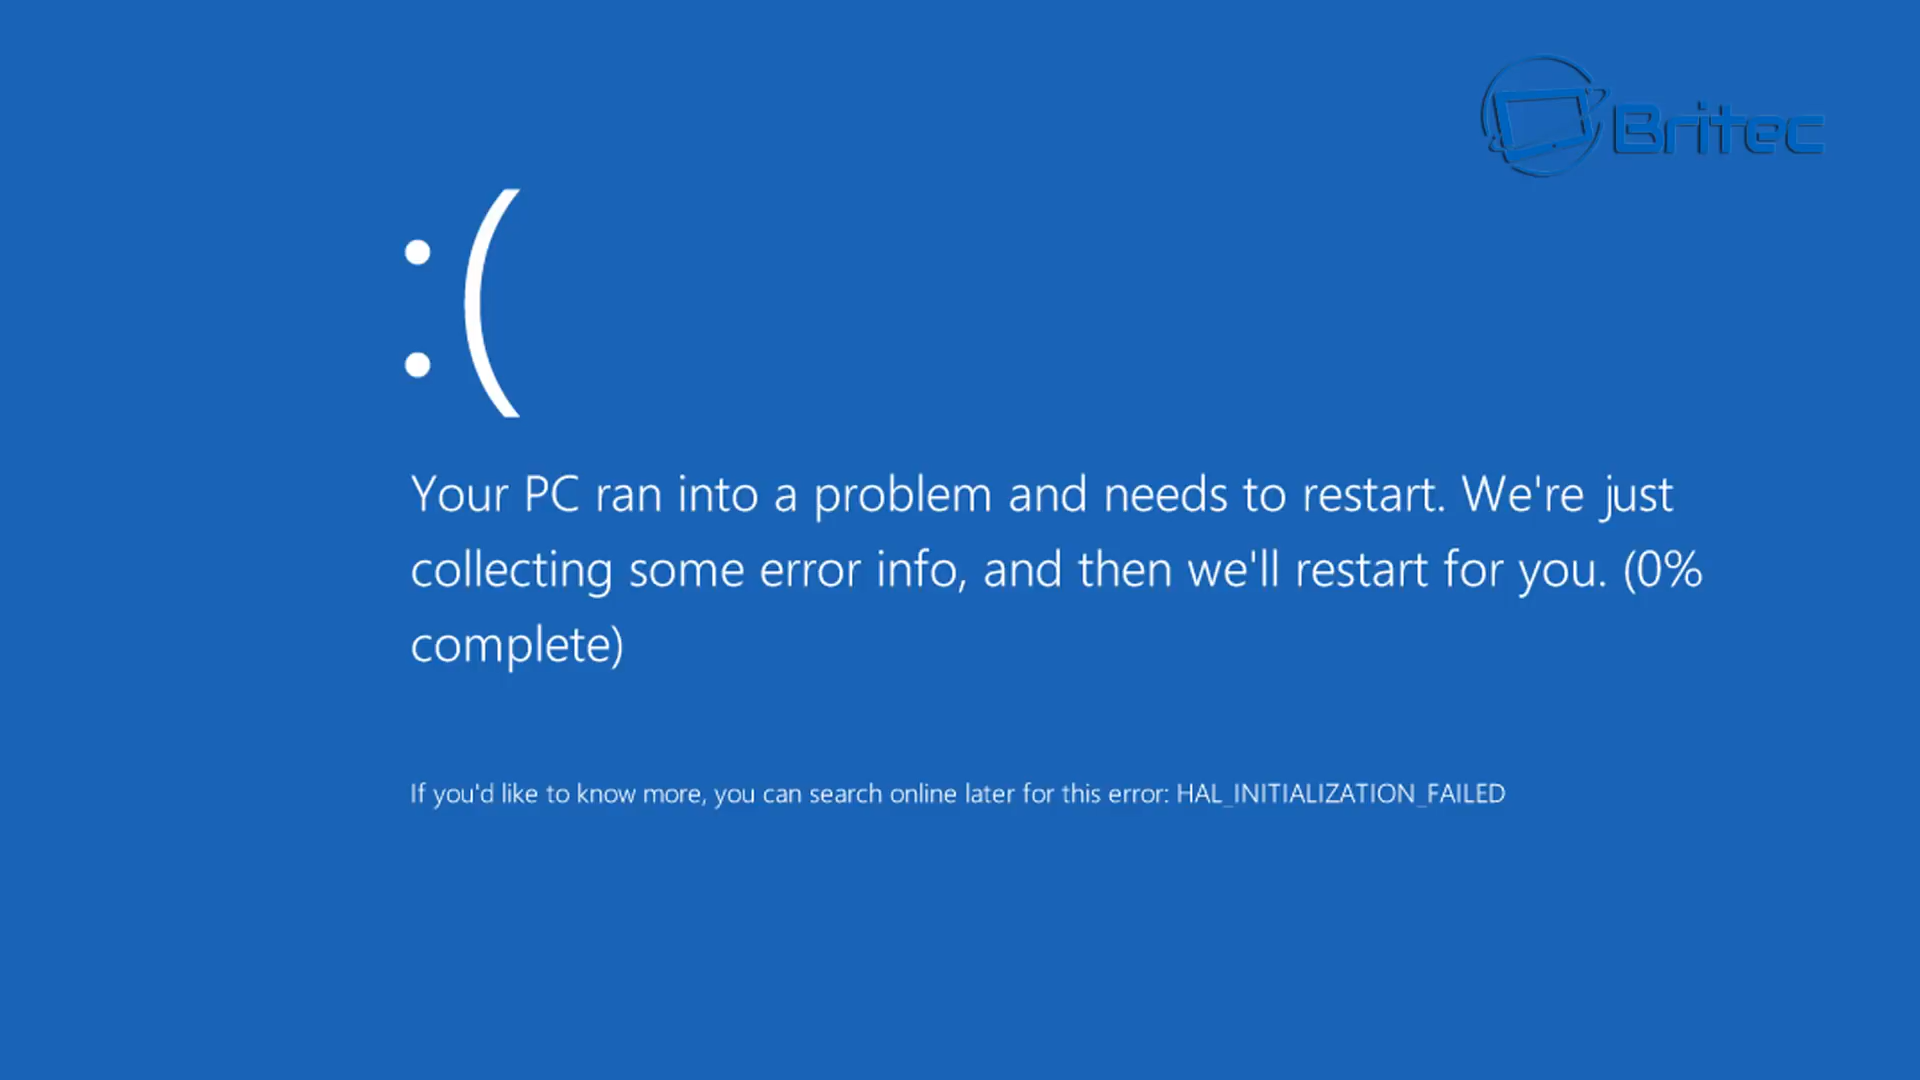 Britec
:(
Your PC ran into a problem and needs to restart. We're just
collecting some error info, and then we'll restart for you. (0%
complete)
If you'd like to know more, you can search online later for this error: HAL_INITIALIZATION_FAILED